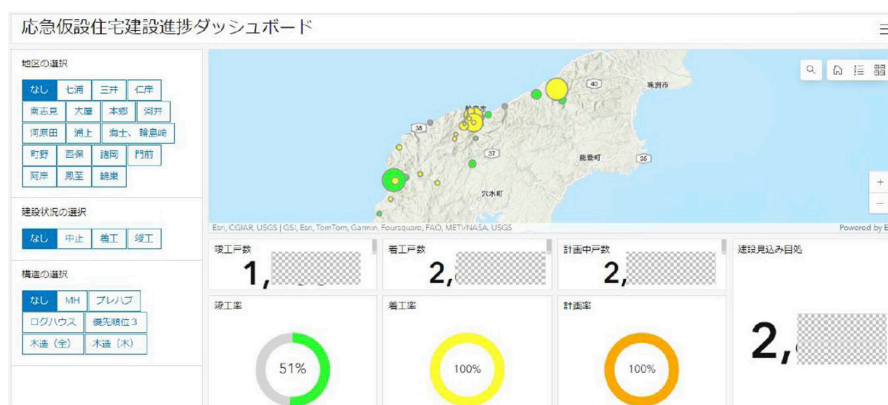 応急仮設住宅建設進捗ダッシュボード
地区の選択
なし 七浦 三井 仁岸
南志見 大屋 本郷 河井
河原田 浦上 海士、輪島崎
町野 西保 諸岡 門前
阿岸 鳳至 鵠巣
建設状況の選択
なし 中止 着工 竣工
構造の選択
なし MH プレハブ
ログハウス 優先順位3
木造(全) 木造(木)
輪島市
珠洲市
能登町
穴水町
40
38
37
35
Esri, CGIAR, USGS | GSI, Esri, TomTom, Garmin, Foursquare, FAO, METI/NASA, USGS
Powered by E
竣工戸数
1,
着工戸数
2,
計画中戸数
2,
建設見込み目処
2,
竣工率
51%
着工率
100%
計画率
100%